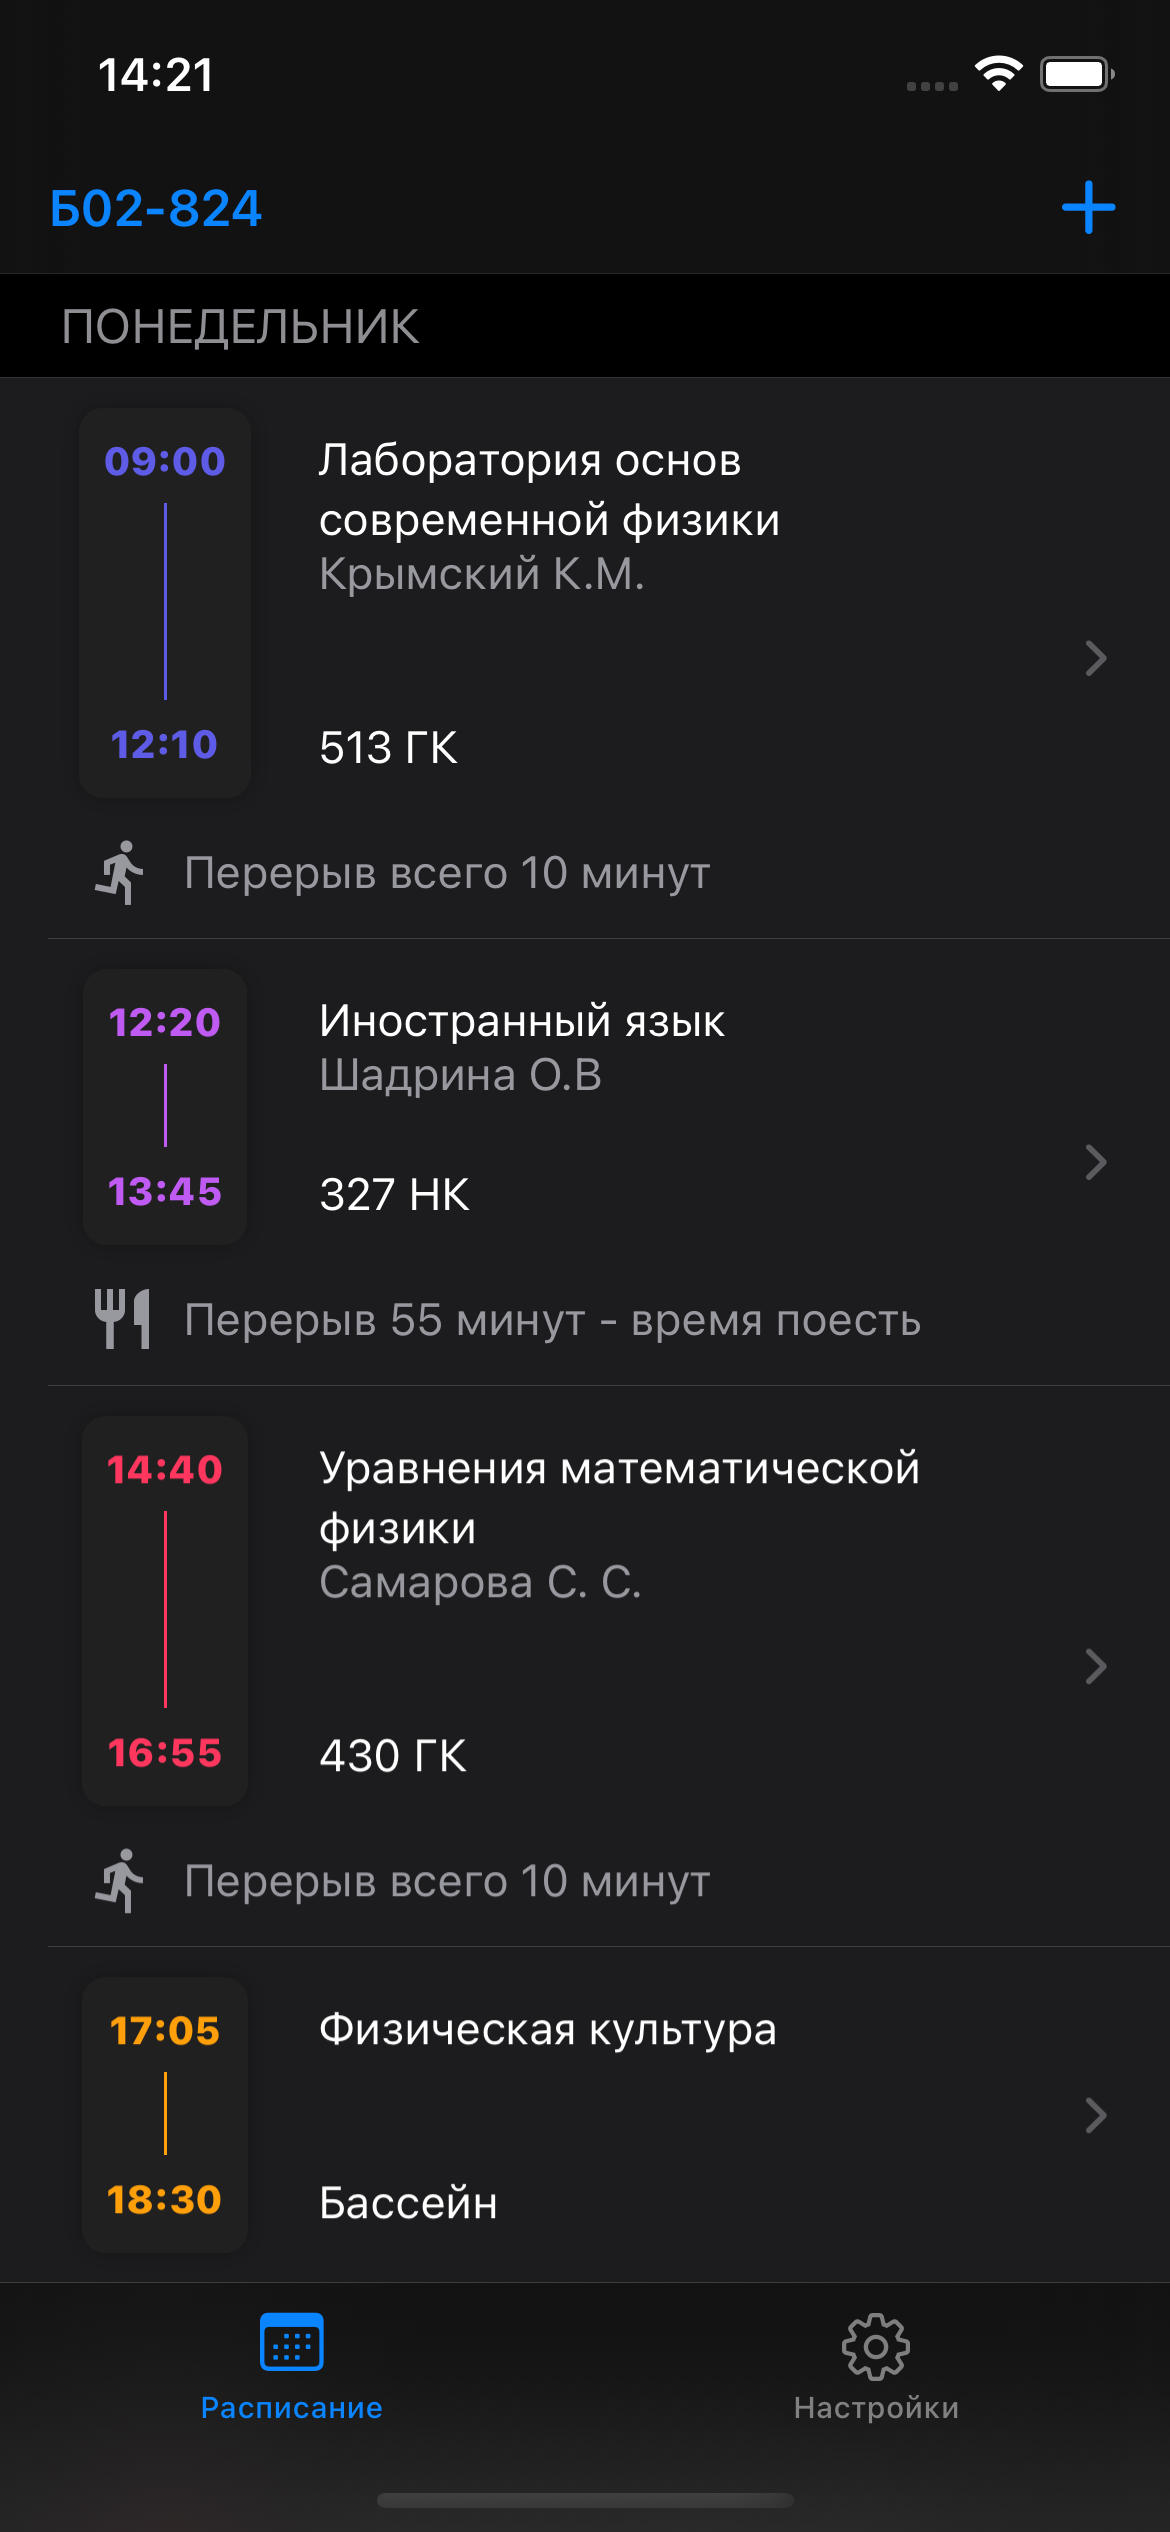 14:21
Б02-824
ПОНЕДЕЛЬНИК
09:00
Лаборатория основ
современной физики
Крымский К.М.
12:10
513 ГК
Перерыв всего 10 минут
12:20
Иностранный язык
Шадрина О.В
13:45
327 НК
Перерыв 55 минут - время поесть
14:40
Уравнения математической
физики
Самарова С. С.
16:55
430 ГК
Перерыв всего 10 минут
17:05
Физическая культура
18:30
Бассейн
Расписание
Настройки